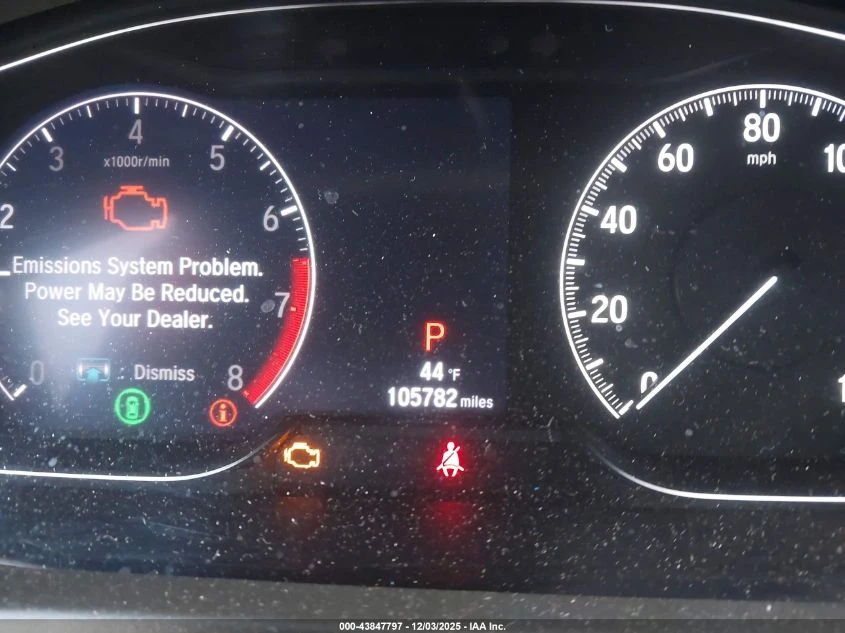 2
3
4
5
6
7
8
0
x1000r/min
Emissions System Problem.
Power May Be Reduced.
See Your Dealer.
: Dismiss
i
P
44 °F
105782 miles
0
20
40
60
80
mph
000-43847797 - 12/03/2025 - IAA Inc.